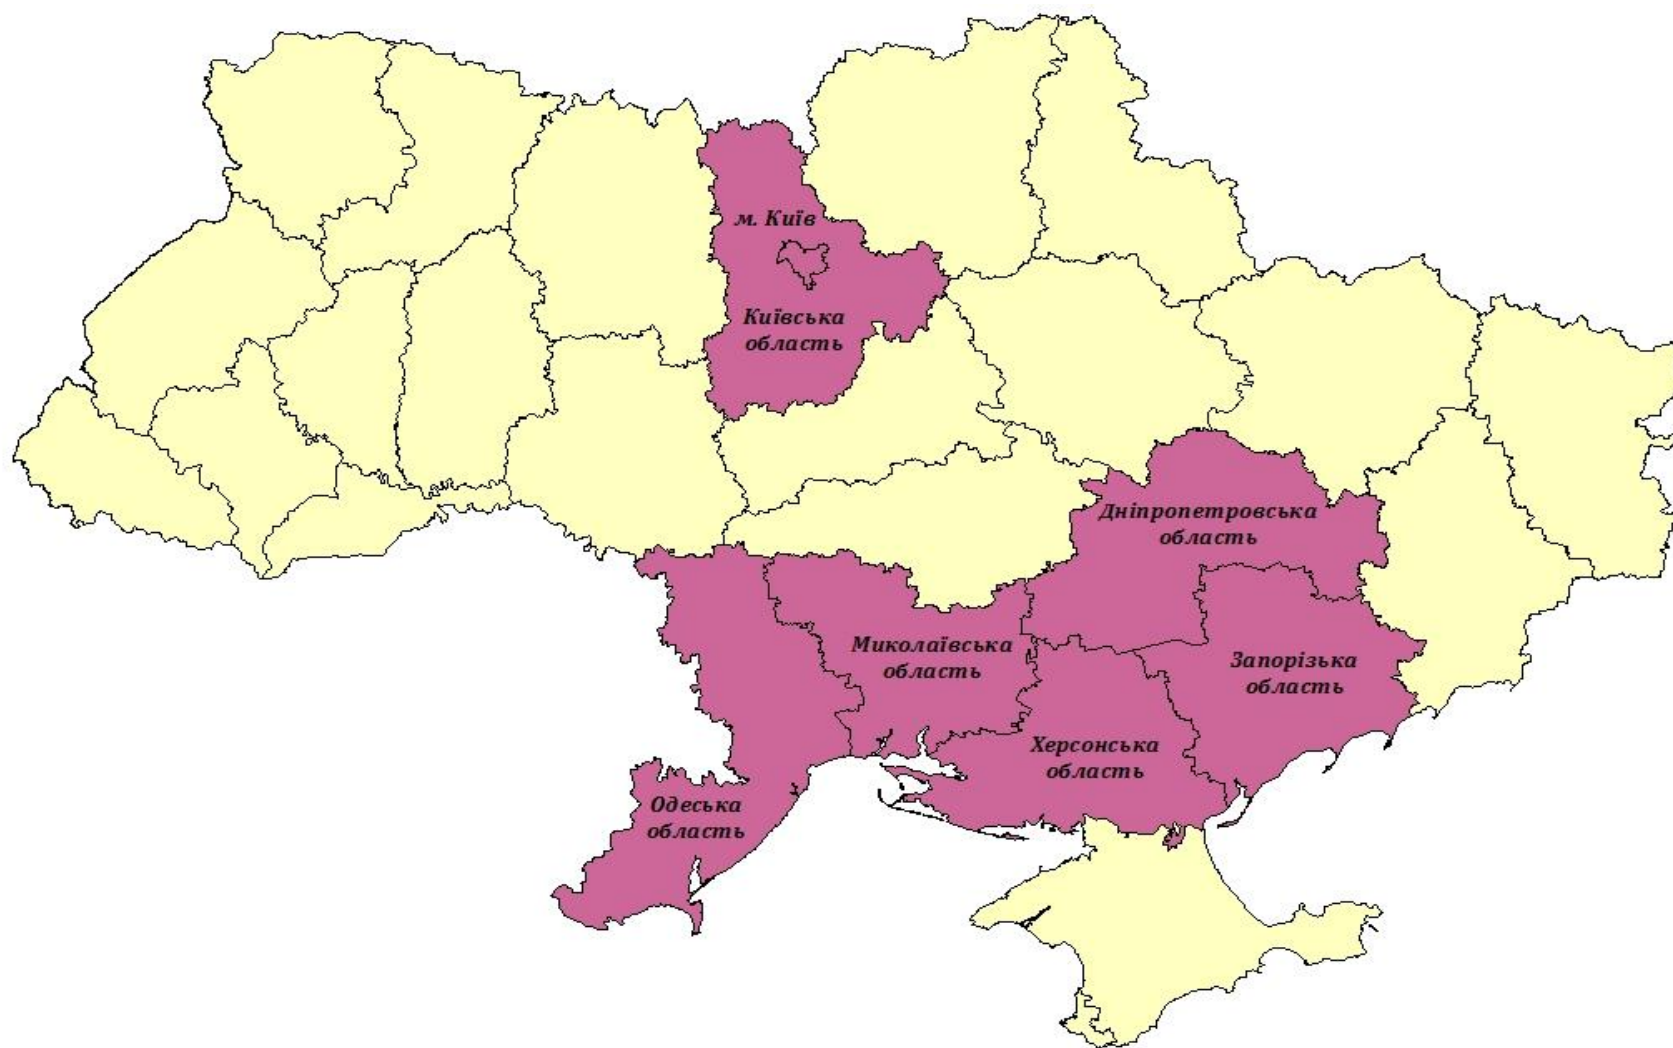 м. Київ
Київська
область
Дніпропетровська
область
Миколаївська
область
Запорізька
область
Херсонська
область
Одеська
область